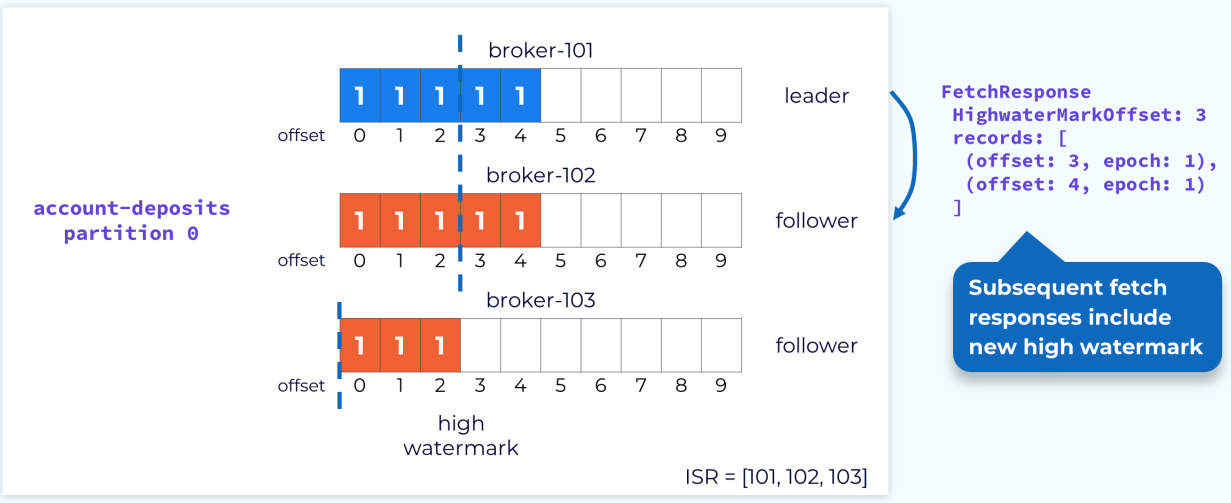 account-deposits
partition 0
broker-101
1 1 1 1 1
leader
offset 0 1 2 3 4 5 6 7 8 9
broker-102
1 1 1 1 1
follower
offset 0 1 2 3 4 5 6 7 8 9
broker-103
1 1 1
follower
offset 0 1 2 3 4 5 6 7 8 9
high
watermark
ISR = [101, 102, 103]
FetchResponse
HighwaterMarkOffset: 3
records: [
(offset: 3, epoch: 1),
(offset: 4, epoch: 1)
]
Subsequent fetch
responses include
new high watermark